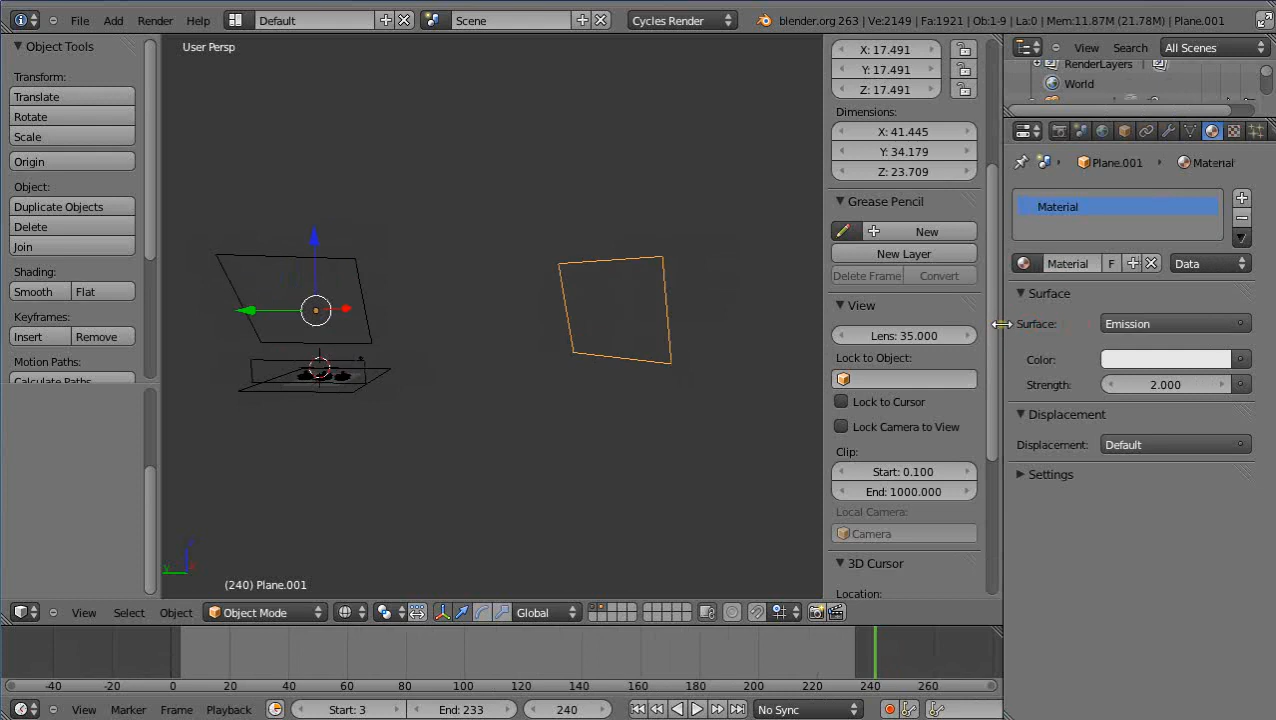 File Add Render Help Default Scene Cycles Render blender.org 263 | Ve:2149 | Fa:1921 | Ob:1-9 | La:0 | Mem:11.87M (21.78M) | Plane.001
Object Tools
Transform:
Translate
Rotate
Scale
Origin
Object:
Duplicate Objects
Delete
Join
Shading:
Smooth Flat
Keyframes:
Insert Remove
Motion Paths:
Calculate Paths
User Persp
(240) Plane.001
X: 17.491
Y: 17.491
Z: 17.491
Dimensions:
X: 41.445
Y: 34.179
Z: 23.709
Grease Pencil
New
New Layer
Delete Frame Convert
View
Lens: 35.000
Lock to Object:
Lock to Cursor
Lock Camera to View
Clip:
Start: 0.100
End: 1000.000
Local Camera:
Camera
3D Cursor
Location:
View Search All Scenes
RenderLayers
World
Plane.001 Material
Material
Material F Data
Surface
Surface: Emission
Color:
Strength: 2.000
Displacement
Displacement: Default
Settings
View Select Object Object Mode Global
-40 -20 0 20 40 60 80 100 120 140 160 180 200 220 240 260
View Marker Frame Playback Start: 3 End: 233 240 No Sync